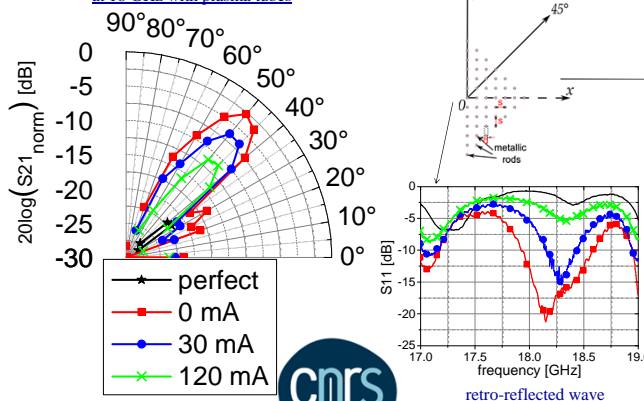 90° 80° 70° 60° 50° 40° 30° 20° 10° 0°
0
-5
-10
-15
-20
-25
-30
20log(S21norm) [dB]
perfect
0 mA
30 mA
120 mA
cnrs
45°
0
x
s
s
metallic
rods
0
-5
-10
-15
-20
-25
S11 [dB]
17.0 17.5 18.0 18.5 19.0
frequency [GHz]
retro-reflected wave